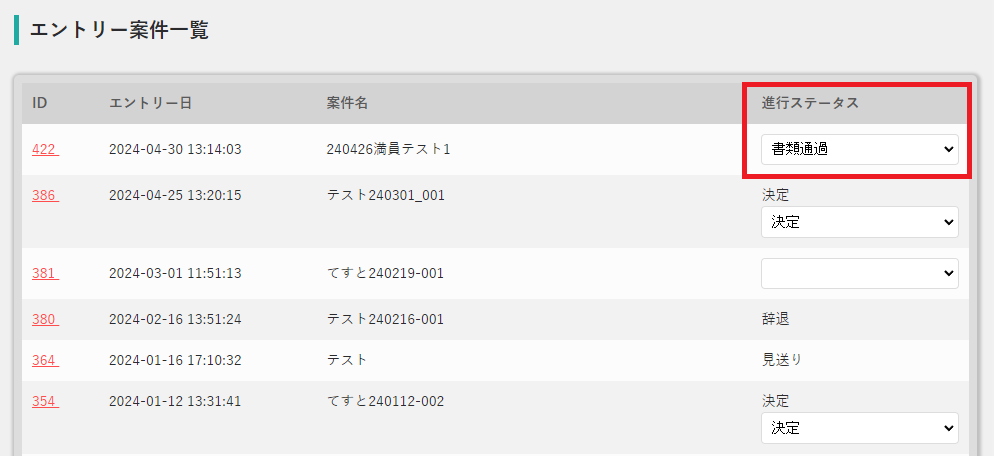 エントリー案件一覧
ID エントリー日 案件名 進行ステータス
422 2024-04-30 13:14:03 240426満員テスト1 書類通過
386 2024-04-25 13:20:15 テスト240301_001 決定
決定
381 2024-03-01 11:51:13 てすと240219-001
380 2024-02-16 13:51:24 テスト240216-001 辞退
364 2024-01-16 17:10:32 テスト 見送り
354 2024-01-12 13:31:41 てすと240112-002 決定
決定